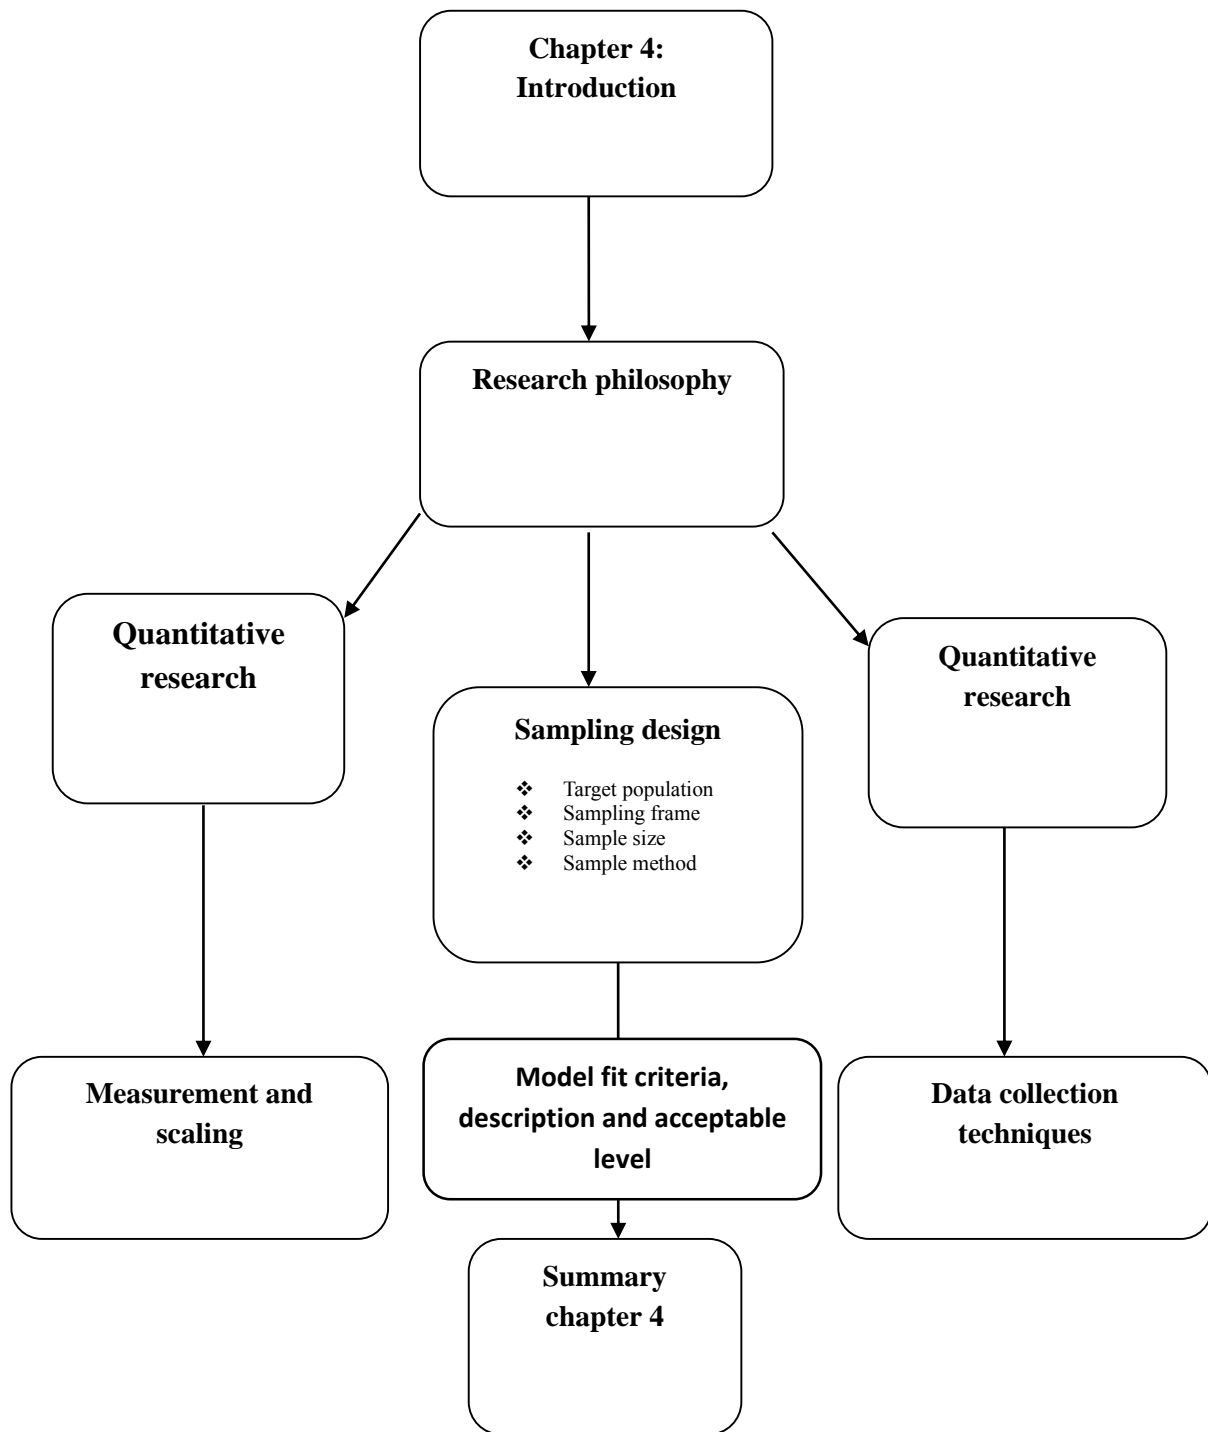 Chapter 4:
Introduction
Research philosophy
Quantitative
research
Quantitative
research
Sampling design
❖ Target population
❖ Sampling frame
❖ Sample size
❖ Sample method
Measurement and
scaling
Model fit criteria,
description and acceptable
level
Data collection
techniques
Summary
chapter 4